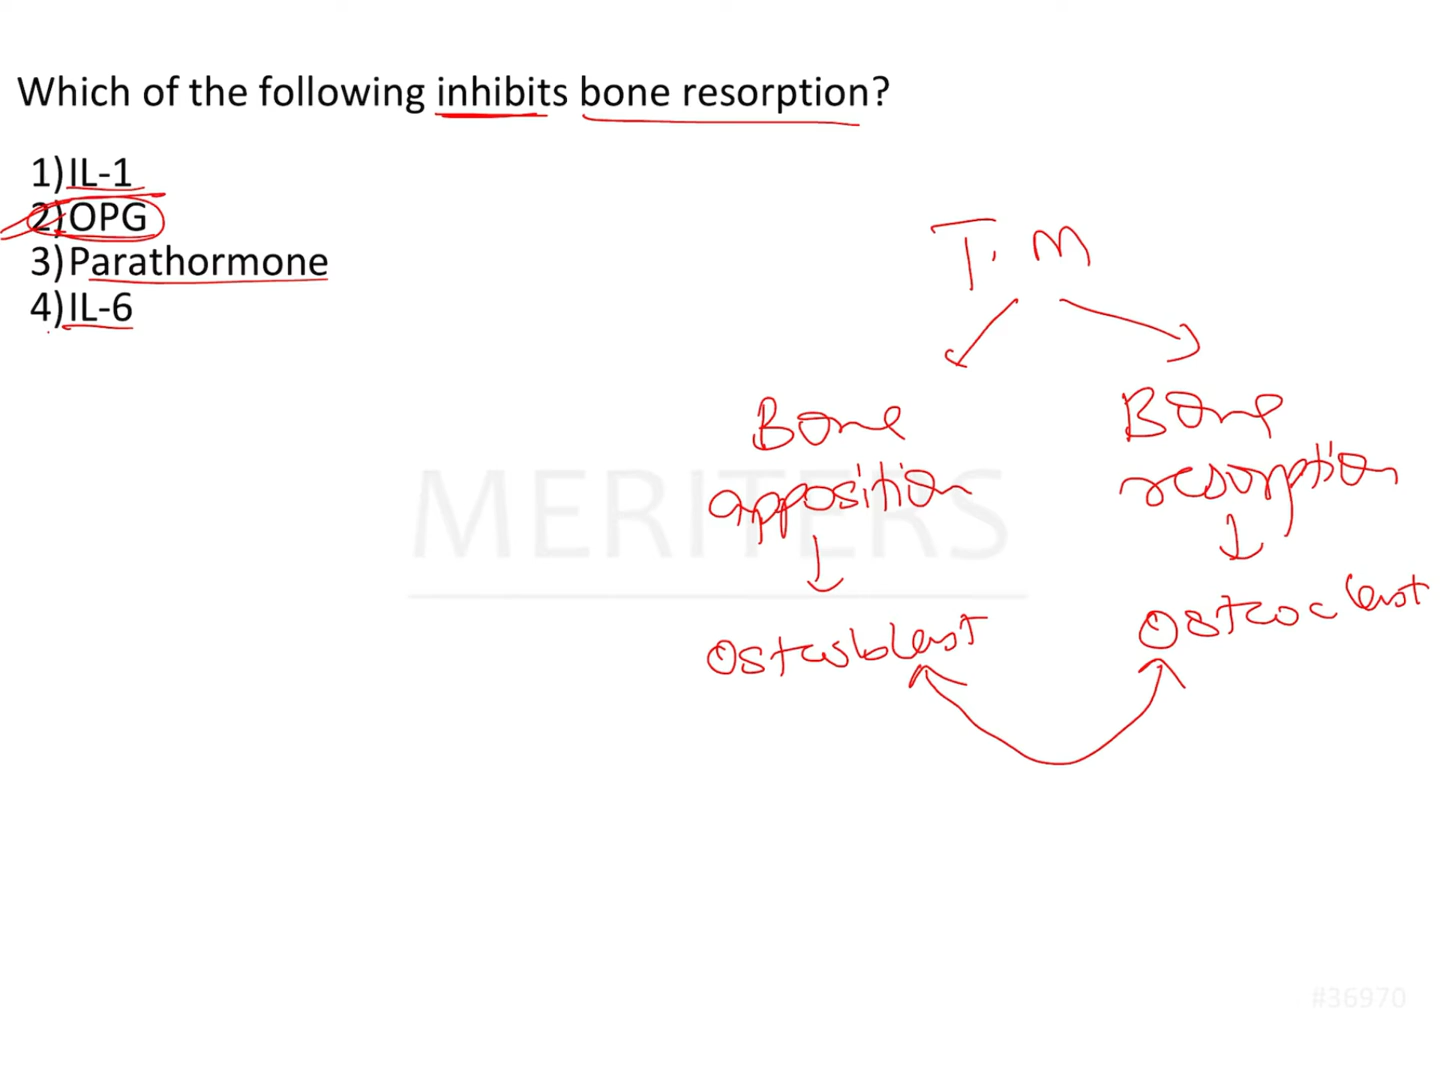 Which of the following inhibits bone resorption?
1) IL-1
2) OPG
3) Parathormone
4) IL-6
T. M
Bone
apposition
Osteoblast
Bone
resorption
Osteoclast
MERITERS
#36970